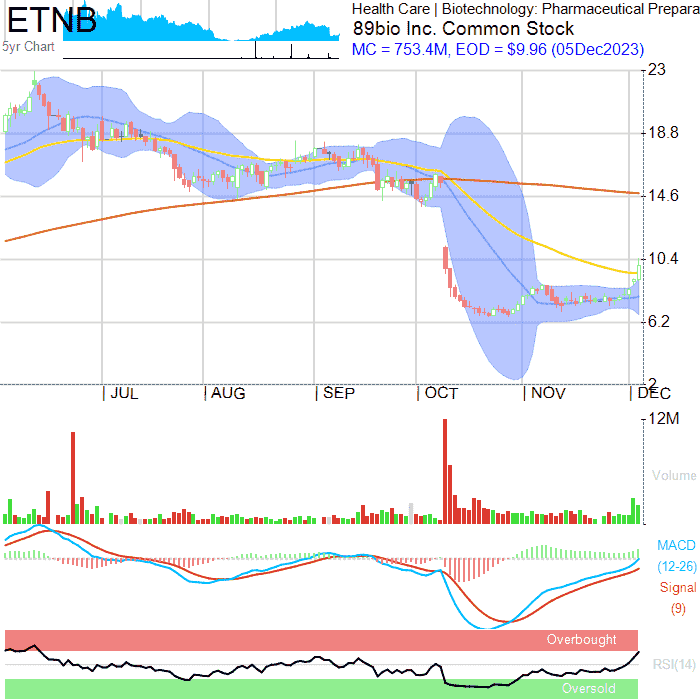 ETNB
5yr Chart
Health Care | Biotechnology: Pharmaceutical Prepara
89bio Inc. Common Stock
MC = 753.4M, EOD = $9.96 (05Dec2023)
23
18.8
14.6
10.4
6.2
2
| JUL | AUG | SEP | OCT | NOV | DEC
12M
Volume
MACD
(12-26)
Signal
(9)
Overbought
RSI(14)
Oversold